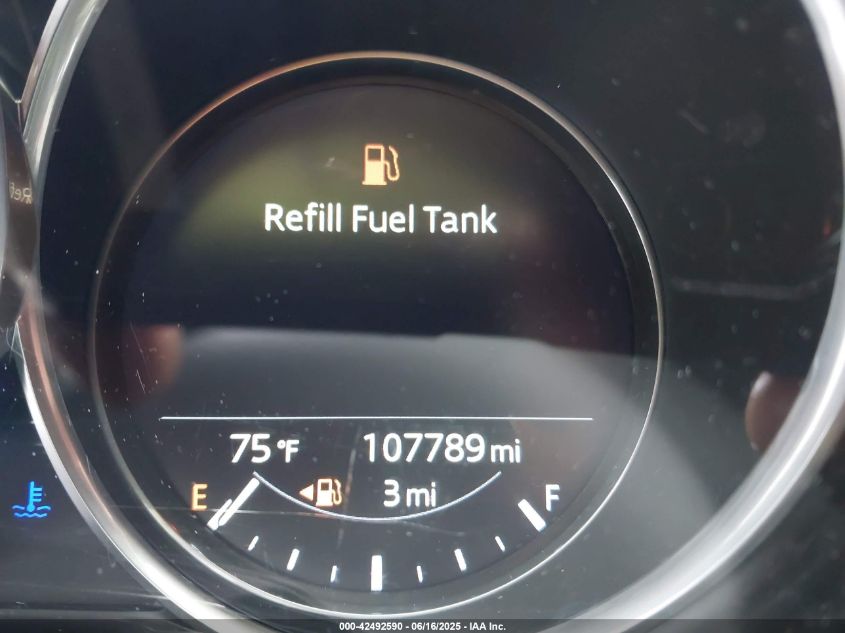 Refill Fuel Tank
75 °F 107789 mi
E 3 mi F
000-42492590 - 06/16/2025 - IAA Inc.